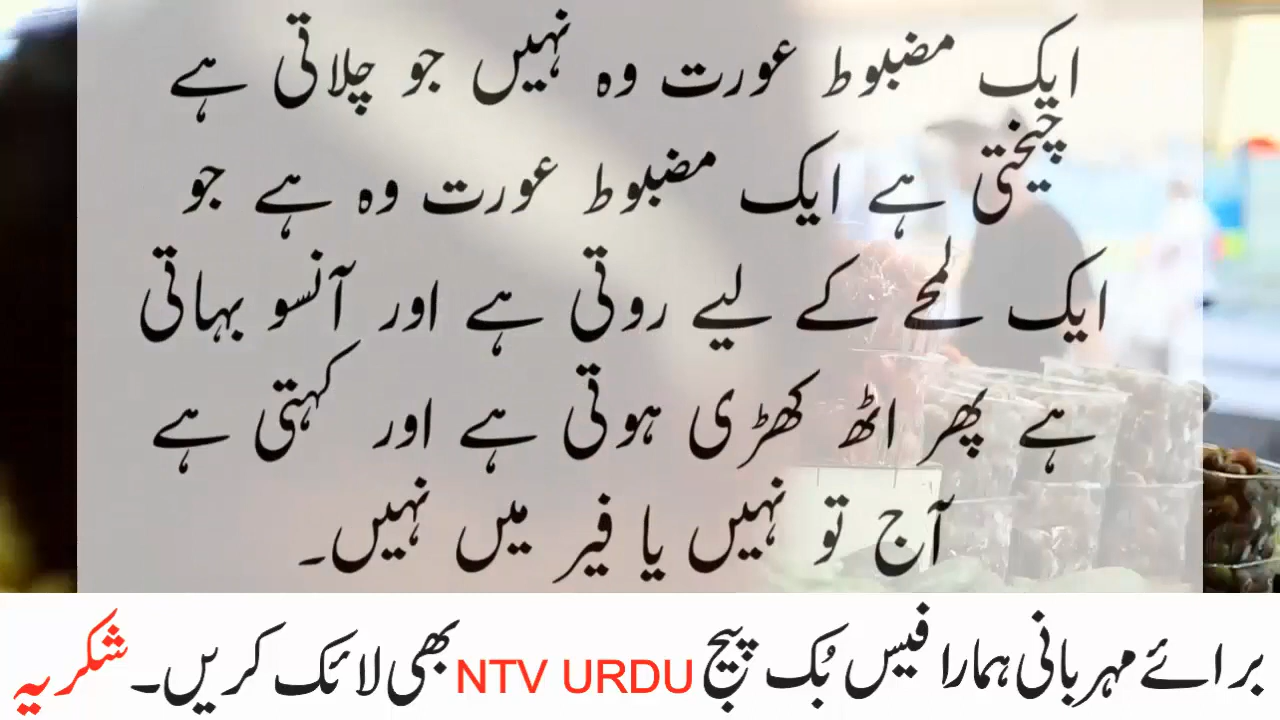 ایک مضبوط عورت وہ نہیں جو چلاتی ہے
چیختی ہے ایک مضبوط عورت وہ ہے جو
ایک لمحے کے لیے روتی ہے اور آنسو بہاتی
ہے پھر اٹھ کھڑی ہوتی ہے اور کہتی ہے
آج تو نہیں یا فیر میں نہیں۔
برائے مہربانی ہمارا فیس بُک پیج NTV URDU بھی لائک کریں۔ شکریہ